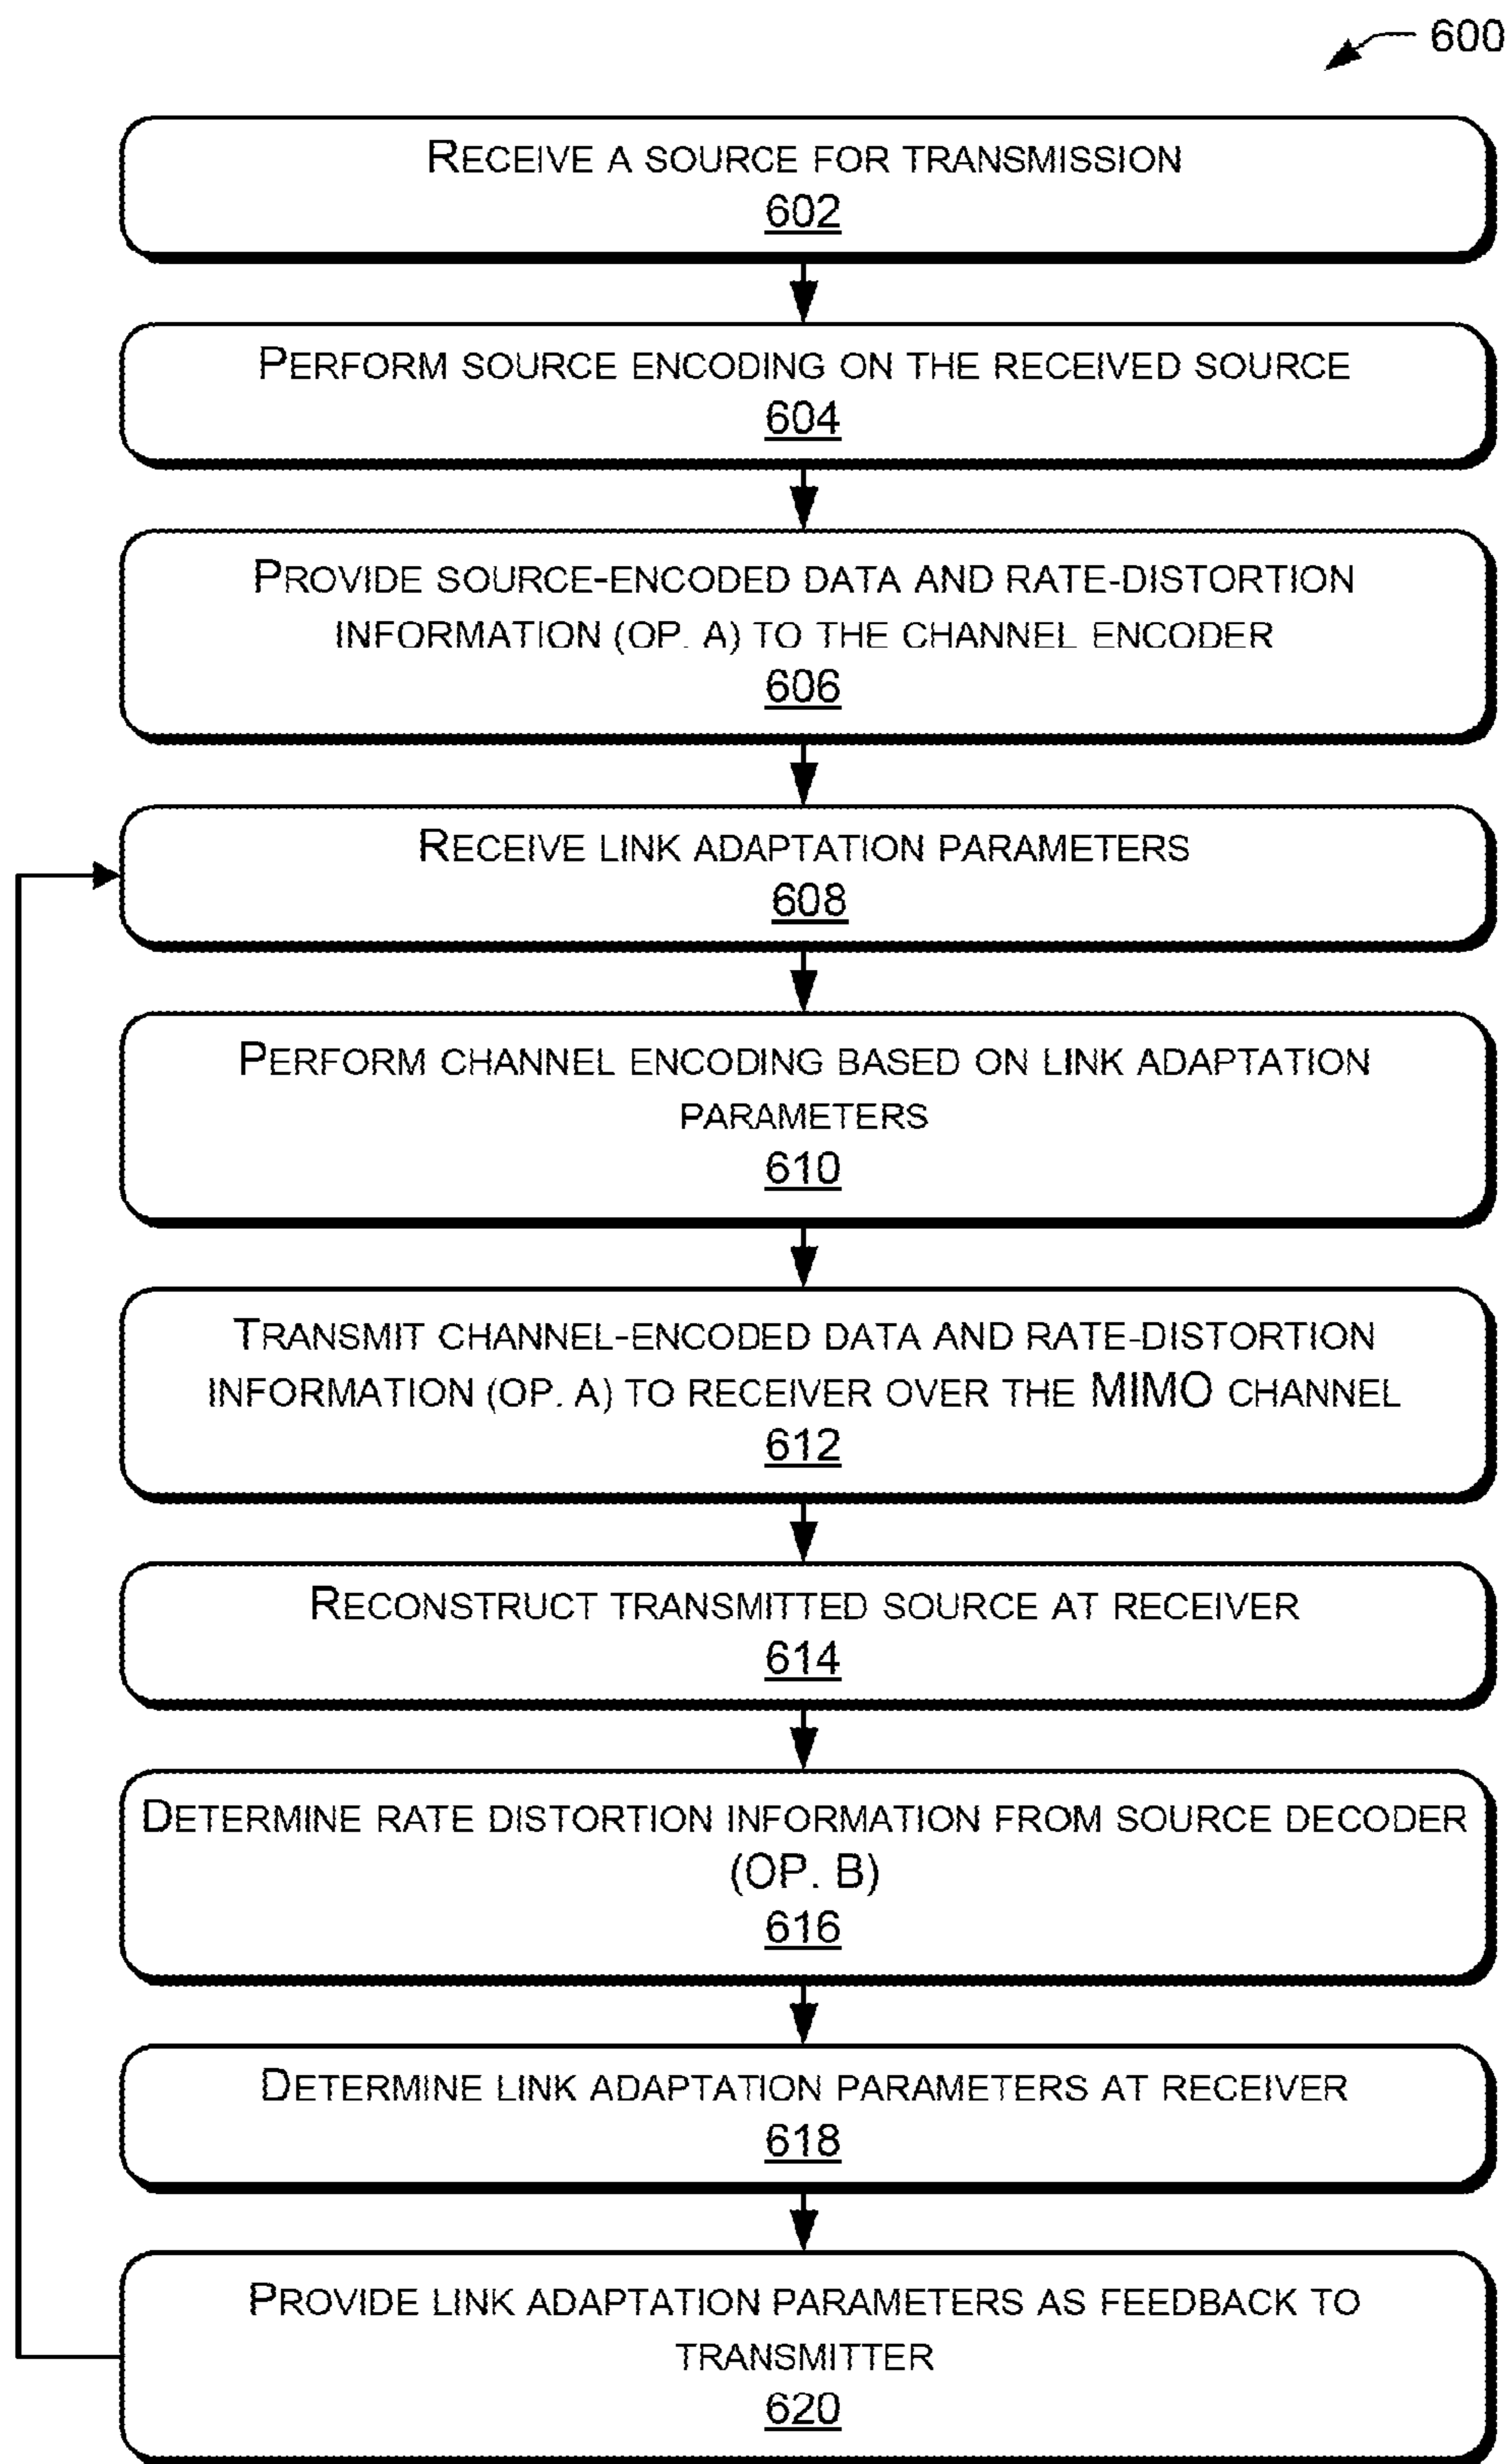 600
RECEIVE A SOURCE FOR TRANSMISSION
602
PERFORM SOURCE ENCODING ON THE RECEIVED SOURCE
604
PROVIDE SOURCE-ENCODED DATA AND RATE-DISTORTION
INFORMATION (OP. A) TO THE CHANNEL ENCODER
606
RECEIVE LINK ADAPTATION PARAMETERS
608
PERFORM CHANNEL ENCODING BASED ON LINK ADAPTATION
PARAMETERS
610
TRANSMIT CHANNEL-ENCODED DATA AND RATE-DISTORTION
INFORMATION (OP. A) TO RECEIVER OVER THE MIMO CHANNEL
612
RECONSTRUCT TRANSMITTED SOURCE AT RECEIVER
614
DETERMINE RATE DISTORTION INFORMATION FROM SOURCE DECODER
(OP. B)
616
DETERMINE LINK ADAPTATION PARAMETERS AT RECEIVER
618
PROVIDE LINK ADAPTATION PARAMETERS AS FEEDBACK TO
TRANSMITTER
620